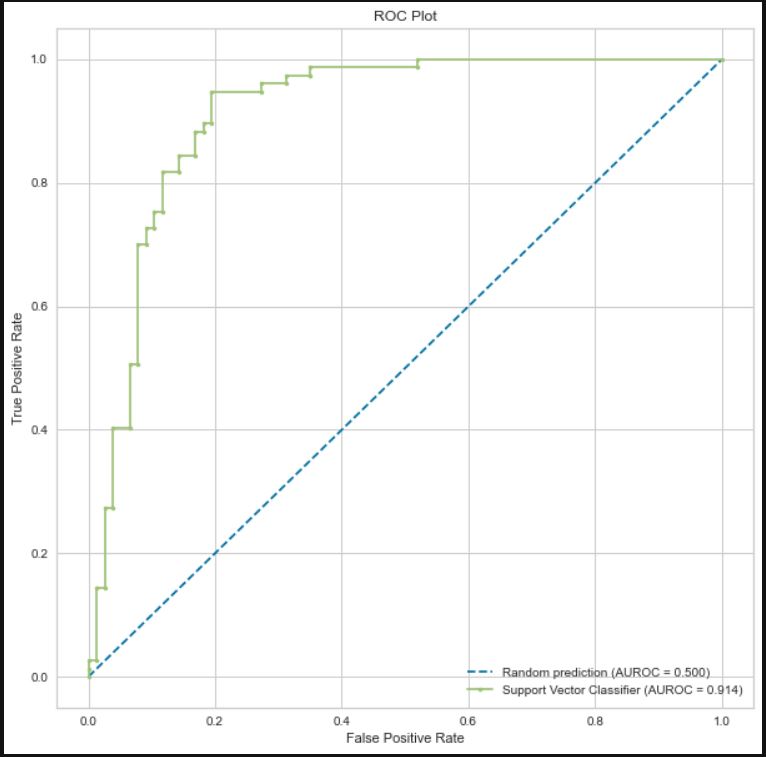 ROC Plot
1.0
0.8
0.6
0.4
0.2
0.0
True Positive Rate
Random prediction (AUROC = 0.500)
Support Vector Classifier (AUROC = 0.914)
0.0 0.2 0.4 0.6 0.8 1.0
False Positive Rate